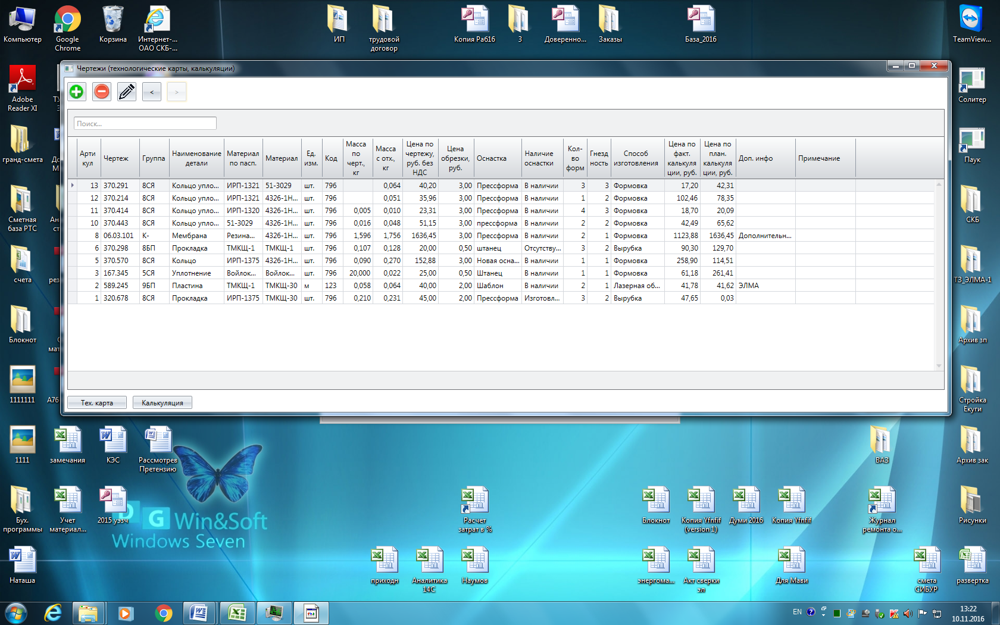 Компьютер
Google Chrome
Корзина
Интернет-... ОАО СКБ-...
ИП
трудовой договор
Копия Раб16
3
Доверенно...
Заказы
База_2016
TeamView...
Adobe Reader XI
гранд-смета
Сметная база РТС
счета
Блокнот
1111111
Чертежи (технологические карты, калькуляции)
< >
Поиск...
Арти кул	Чертеж	Группа	Наименование детали	Материал по пасп.	Материал	Ед. изм.	Код	Масса по черт., кг	Масса с отх., кг	Цена по чертежу, руб. без НДС	Цена обрезки, руб.	Оснастка	Наличие оснастки	Кол-во форм	Гнезд ность	Способ изготовления	Цена по факт. калькуля ции, руб.	Цена по план. калькуля ции, руб.	Доп. инфо	Примечание
13	370.291	8СЯ	Кольцо упло...	ИРП-1321	51-3029	шт.	796		0,064	40,20	3,00	Прессформа	В наличии	3	3	Формовка	17,20	42,31
12	370.214	8СЯ	Кольцо упло...	ИРП-1321	4326-1Н...	шт.	796		0,051	35,96	3,00	Прессформа	В наличии	1	2	Формовка	102,46	78,35
11	370.414	8СЯ	Кольцо упло...	ИРП-1320	4326-1Н...	шт.	796	0,005	0,010	23,31	3,00	Прессформа	В наличии	4	3	Формовка	18,70	20,09
10	370.443	8СЯ	Кольцо упло...	51-3029	4326-1Н...	шт.	796	0,016	0,048	51,15	3,00	прессформа	В наличии	2	2	Формовка	42,49	65,62
8	06.03.101	К-	Мембрана	Резина...	4326-1Н...	шт.	796	1,596	1,756	1636,45	3,00	Прессформа	В наличии	2	1	Формовка	1123,88	1636,45	Дополнительн...
6	370.298	8БП	Прокладка	ТМКЩ-1	ТМКЩ-1	шт.	796	0,107	0,128	20,00	0,50	штанец	Отсутству...	3	2	Вырубка	90,30	129,70
5	370.570	8СЯ	Кольцо	ИРП-1375	4326-1Н...	шт.	796	0,090	0,270	152,88	3,00	Новая осна...	В наличии	1	1	Формовка	258,90	114,51
3	167.345	5СЯ	Уплотнение	Войлок...	Войлок...	шт.	796	20,000	0,022	25,00	0,50	Штанец	В наличии	1	1	Формовка	61,18	261,41
2	589.245	9БП	Пластина	ТМКЩ-1	ТМКЩ-30	м	123	0,058	0,064	40,00	2,00	Шаблон	В наличии	2	1	Лазерная об...	41,78	41,62	ЭЛМА
1	320.678	8СЯ	Прокладка	ИРП-1375	ТМКЩ-30	шт.	796	0,210	0,231	45,00	2,00	Прессформа	Изготовл...	3	2	Вырубка	47,65	0,03
Тех. карта	Калькуляция
Солитер
Паук
СКБ
ТЗ_ЭЛМА-1
Архив зп
Стройка Екуги
1111
замечания
КЭС
Рассмотрев Претензию
ВАЗ
Архив зак
Бух. программы
Учет материал...
2015 уэзч
G Win&Soft
Windows Seven
Расчет затрат в %
Блокнот
Копия Yfnfif (version 1)
Думи 2016
Копия Yfnfif
Журнал ремонта о...
Рисунки
Наташа
приходн
Аналитика 14С
Наумов
энергома...
Акт сверки эл
Для Мави
смета СИБУР
развертка
EN
13:22
10.11.2016